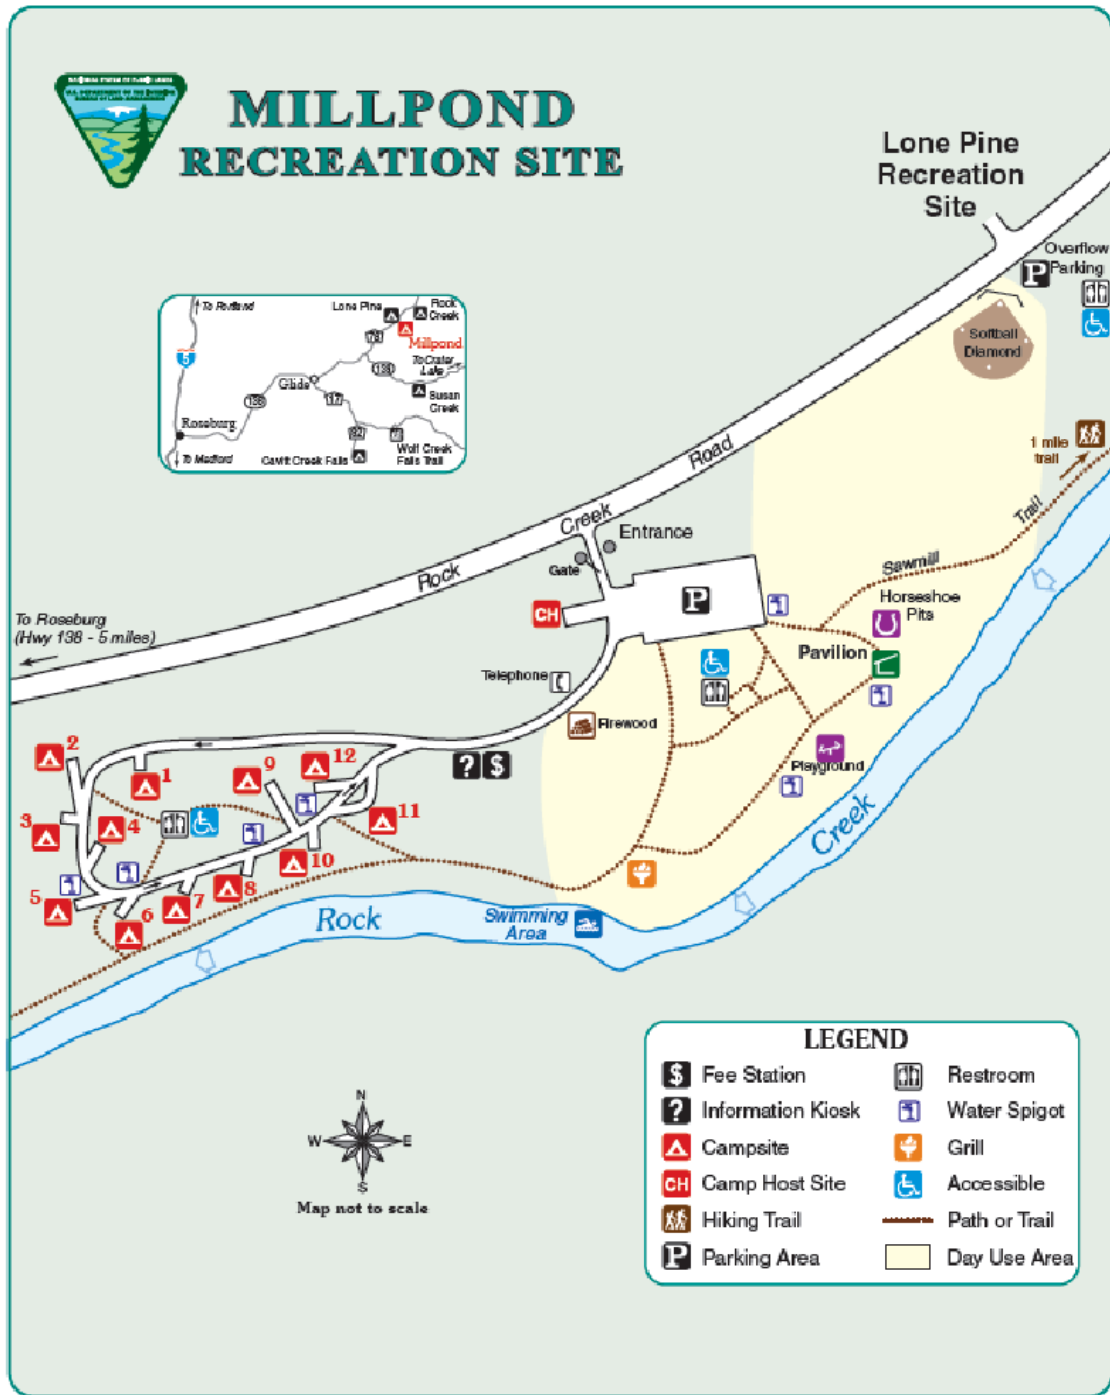 MILLPOND
RECREATION SITE
Lone Pine
Recreation
Site
Overflow
P Parking
Softball
Diamond
1 mile
trail
To Portland
Lone Pine
Rock
Creek
78
Millpond
5
138
To Crater
Lake
Glide
138
17
Susan
Creek
Roseburg
92
Wolf Creek
Falls Trail
To Medford
Cavitt Creek Falls
Rock Creek Road
Entrance
Gate
CH
P
To Roseburg
(Hwy 138 - 5 miles)
Sawmill Trail
Horseshoe
Pits
Pavilion
Telephone
Firewood
Playground
? $
2
1
9
12
3
4
11
10
5
6
7
8
Rock Creek
Swimming
Area
N
W E
S
Map not to scale
LEGEND
$ Fee Station
? Information Kiosk
Campsite
CH Camp Host Site
Hiking Trail
P Parking Area
Restroom
Water Spigot
Grill
Accessible
Path or Trail
Day Use Area